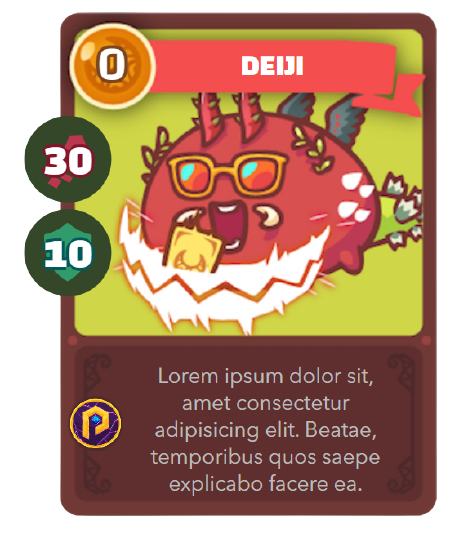 0
DEIJI
30
10
Lorem ipsum dolor sit,
amet consectetur
adipisicing elit. Beatae,
temporibus quos saepe
explicabo facere ea.
P